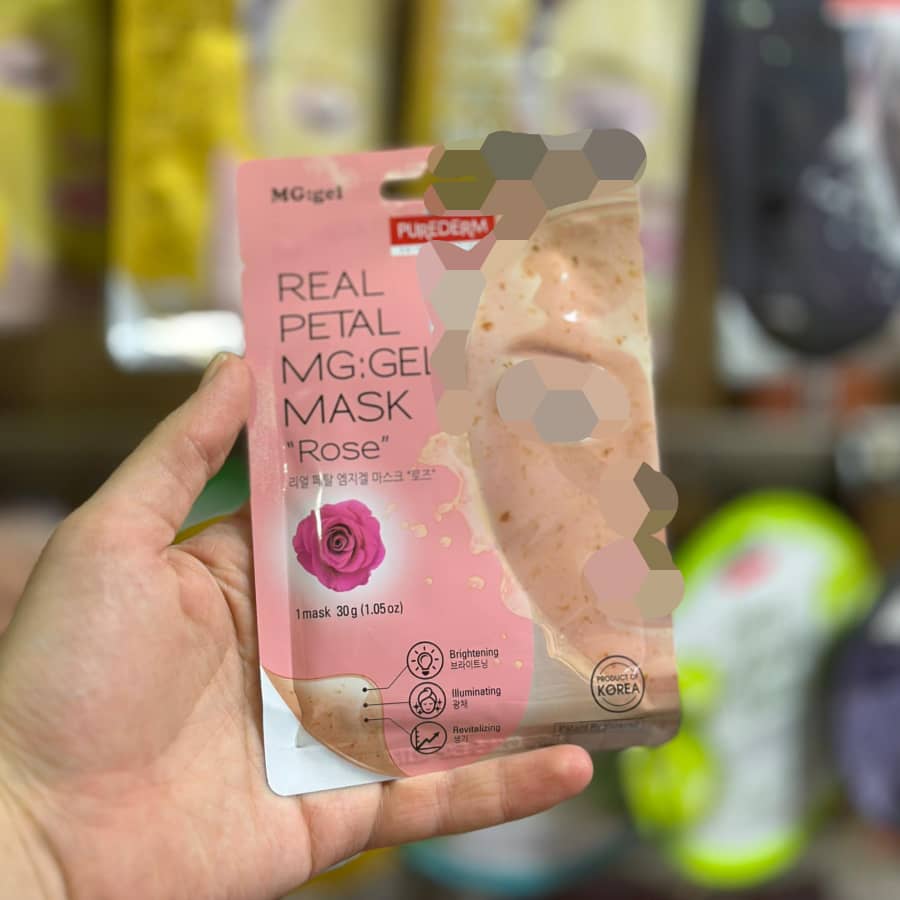 MG:gel
PUREDERM
REAL
PETAL
MG:GEL
MASK
"Rose"
리얼 페탈 엠지겔 마스크 "로즈"
1 mask 30 g (1.05 oz)
Brightening
브라이트닝
Illuminating
광채
Revitalizing
생기
PRODUCT OF
KOREA